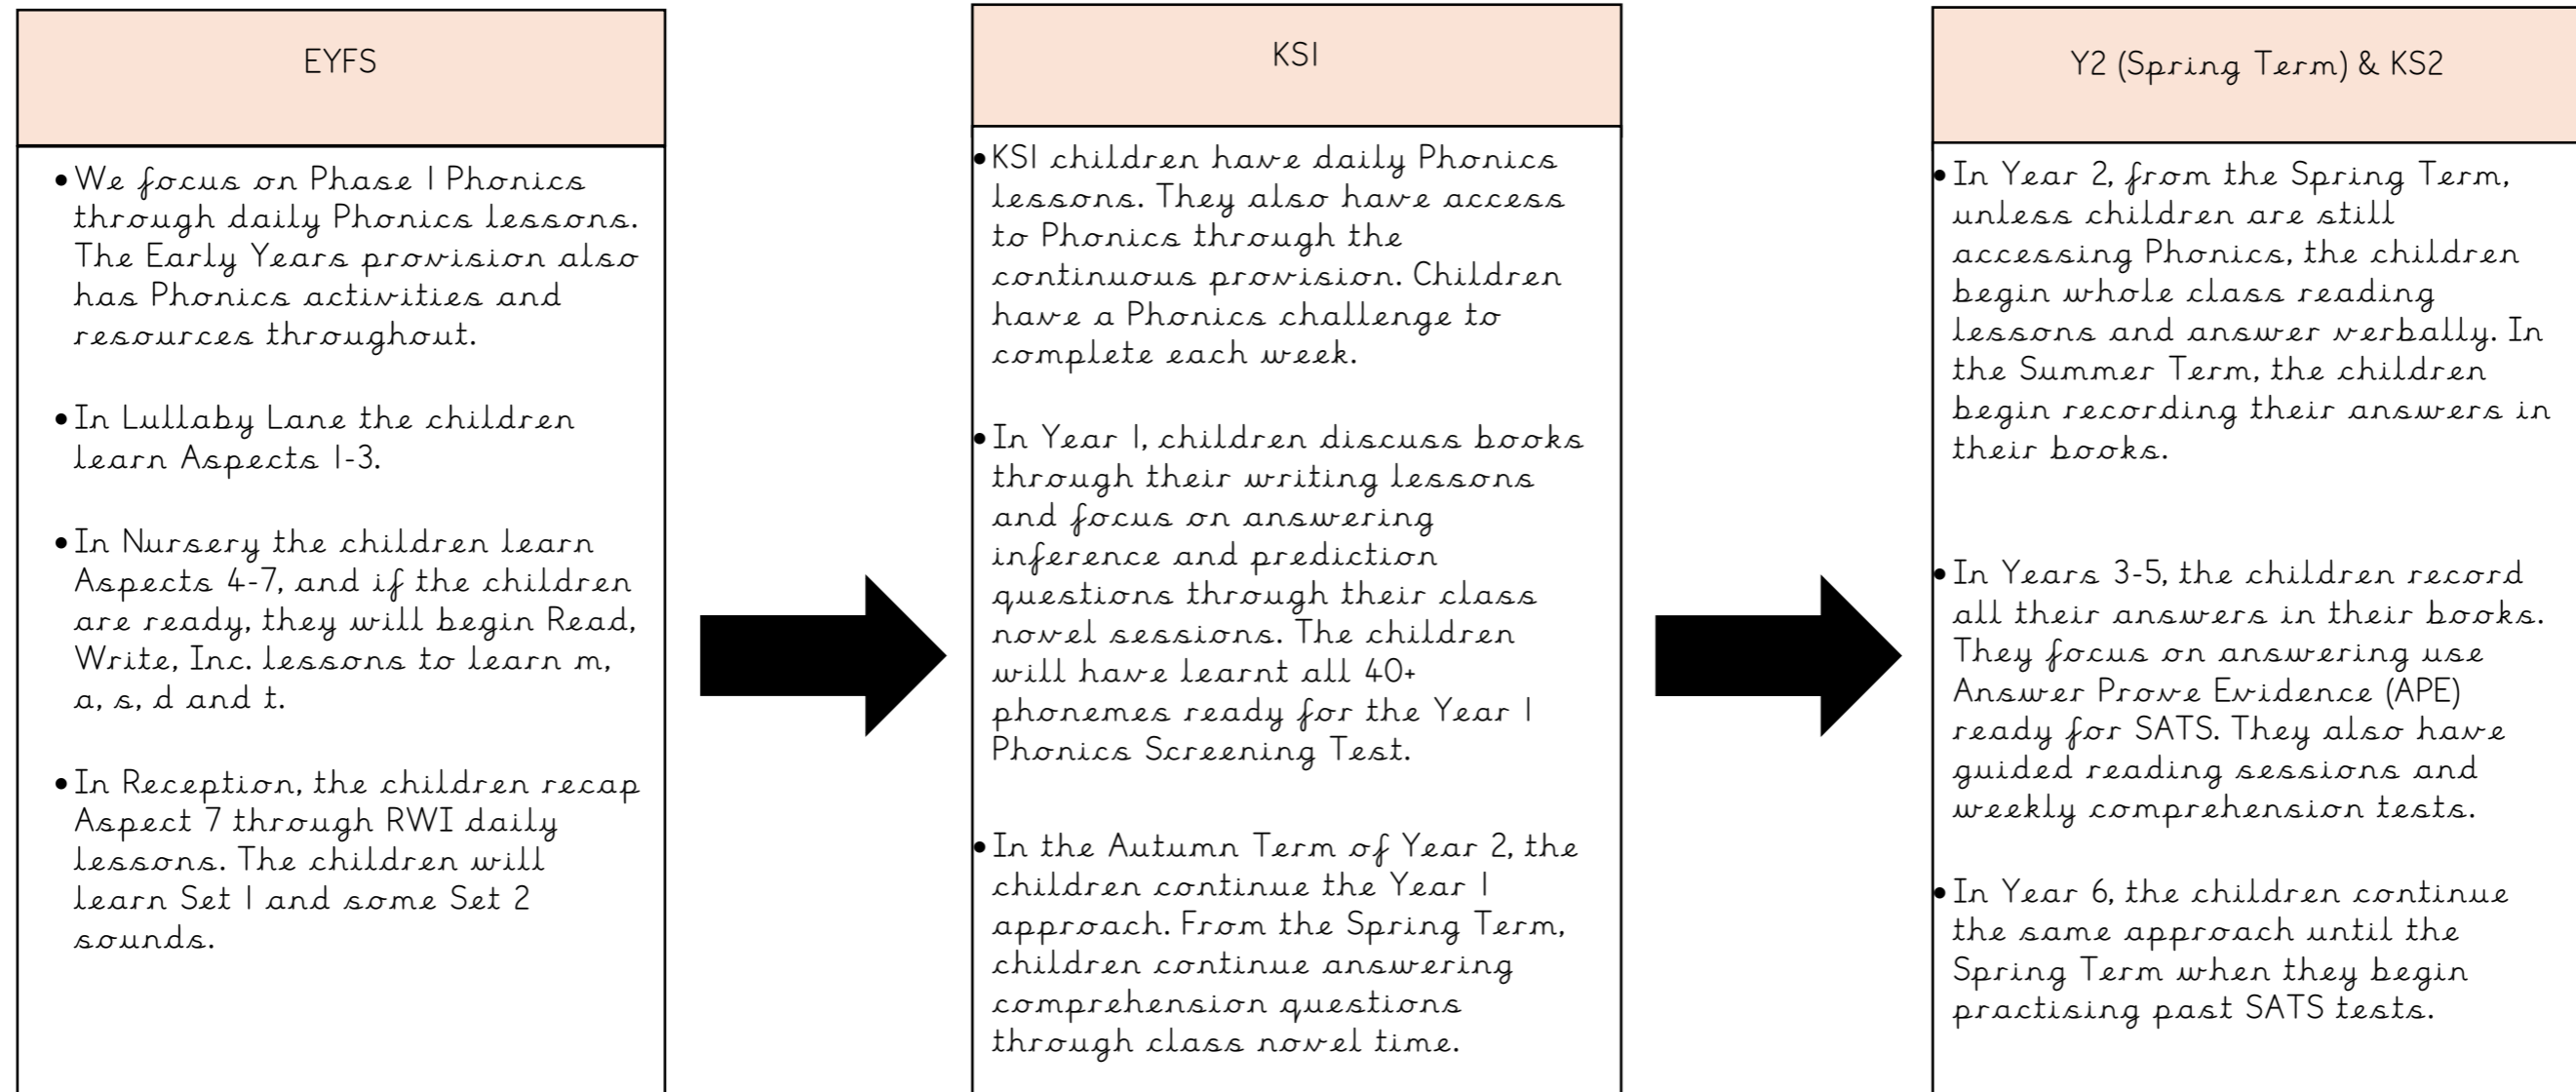 EYFS
• We focus on Phase 1 Phonics
through daily Phonics lessons.
The Early Years provision also
has Phonics activities and
resources throughout.
• In Lullaby Lane the children
learn Aspects 1-3.
• In Nursery the children learn
Aspects 4-7, and if the children
are ready, they will begin Read,
Write, Inc. lessons to learn m,
a, s, d and t.
• In Reception, the children recap
Aspect 7 through RWI daily
lessons. The children will
learn Set 1 and some Set 2
sounds.
KS1
• KS1 children have daily Phonics
lessons. They also have access
to Phonics through the
continuous provision. Children
have a Phonics challenge to
complete each week.
• In Year 1, children discuss books
through their writing lessons
and focus on answering
inference and prediction
questions through their class
novel sessions. The children
will have learnt all 40+
phonemes ready for the Year 1
Phonics Screening Test.
• In the Autumn Term of Year 2, the
children continue the Year 1
approach. From the Spring Term,
children continue answering
comprehension questions
through class novel time.
Y2 (Spring Term) & KS2
• In Year 2, from the Spring Term,
unless children are still
accessing Phonics, the children
begin whole class reading
lessons and answer verbally. In
the Summer Term, the children
begin recording their answers in
their books.
• In Years 3-5, the children record
all their answers in their books.
They focus on answering use
Answer Prove Evidence (APE)
ready for SATS. They also have
guided reading sessions and
weekly comprehension tests.
• In Year 6, the children continue
the same approach until the
Spring Term when they begin
practising past SATS tests.